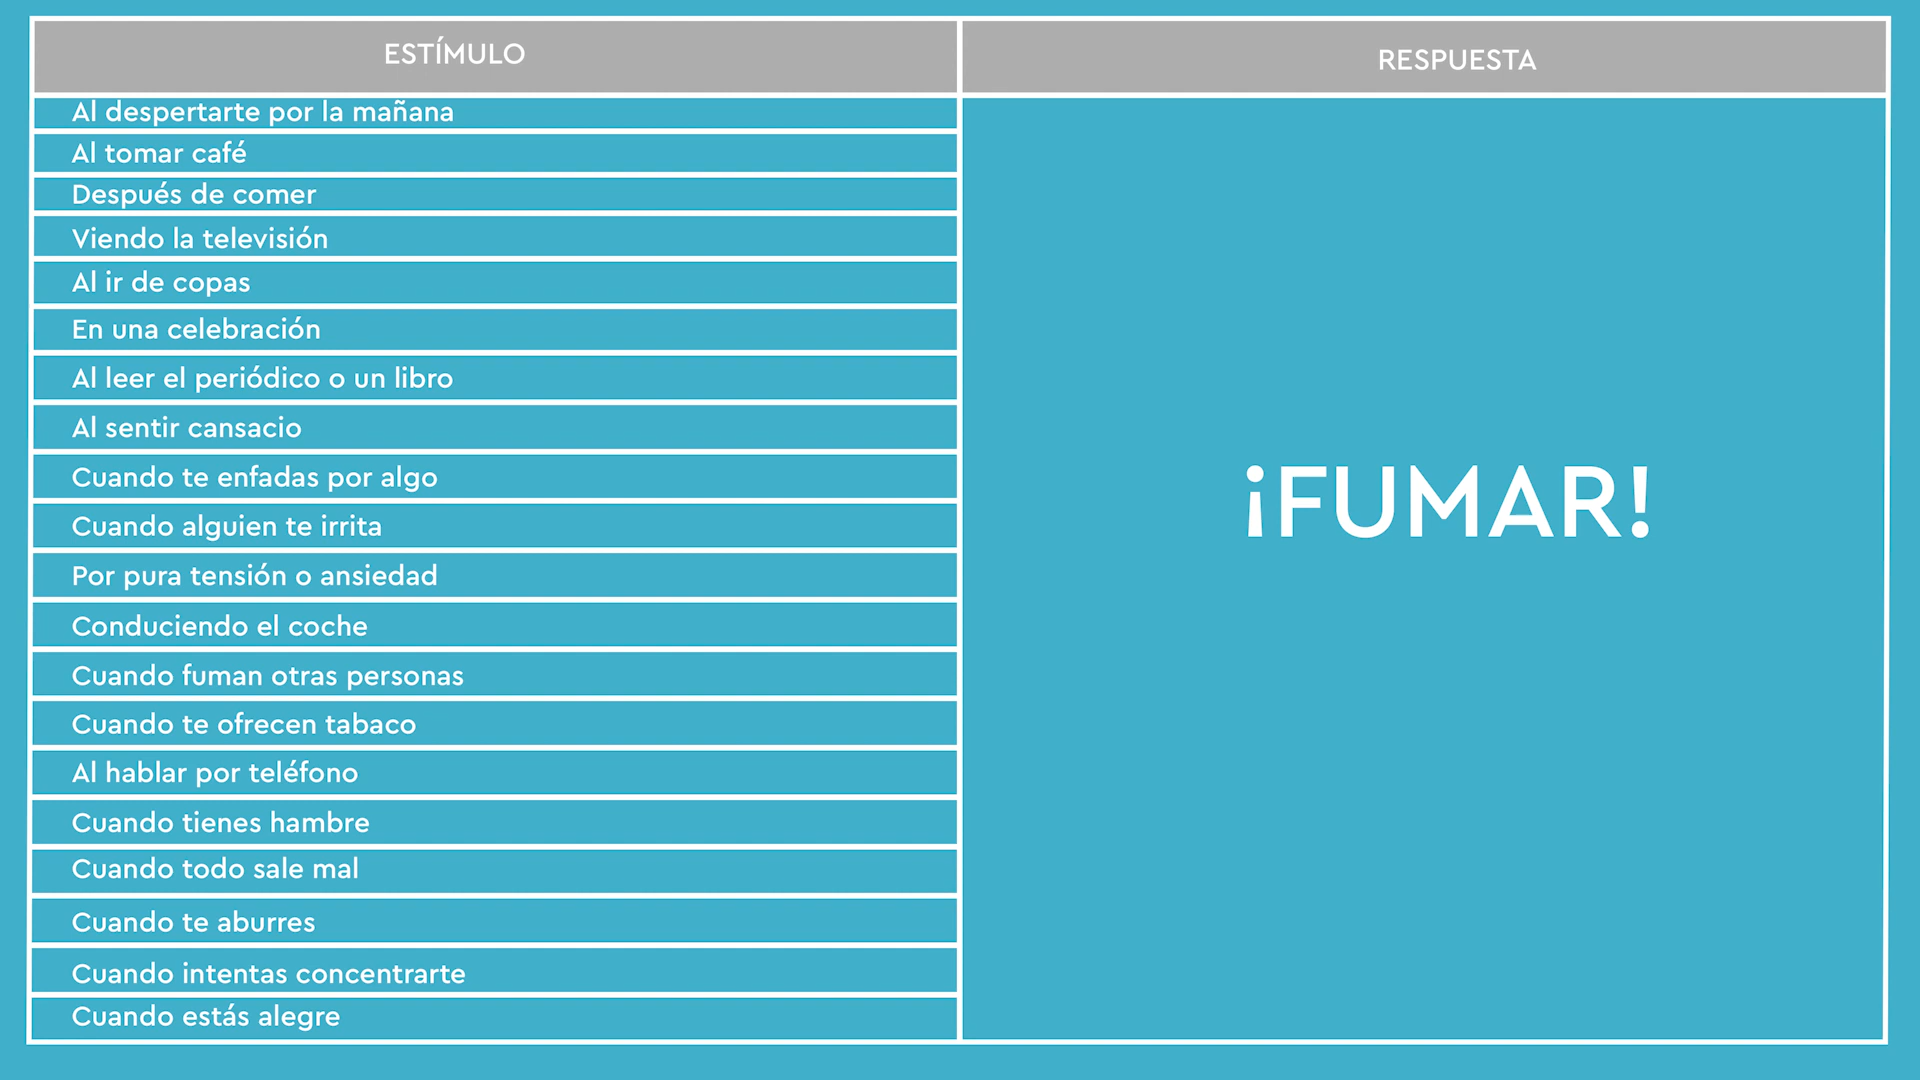 ESTÍMULO
RESPUESTA
Al despertarte por la mañana
Al tomar café
Después de comer
Viendo la televisión
Al ir de copas
En una celebración
Al leer el periódico o un libro
Al sentir cansacio
Cuando te enfadas por algo
Cuando alguien te irrita
Por pura tensión o ansiedad
Conduciendo el coche
Cuando fuman otras personas
Cuando te ofrecen tabaco
Al hablar por teléfono
Cuando tienes hambre
Cuando todo sale mal
Cuando te aburres
Cuando intentas concentrarte
Cuando estás alegre
¡FUMAR!